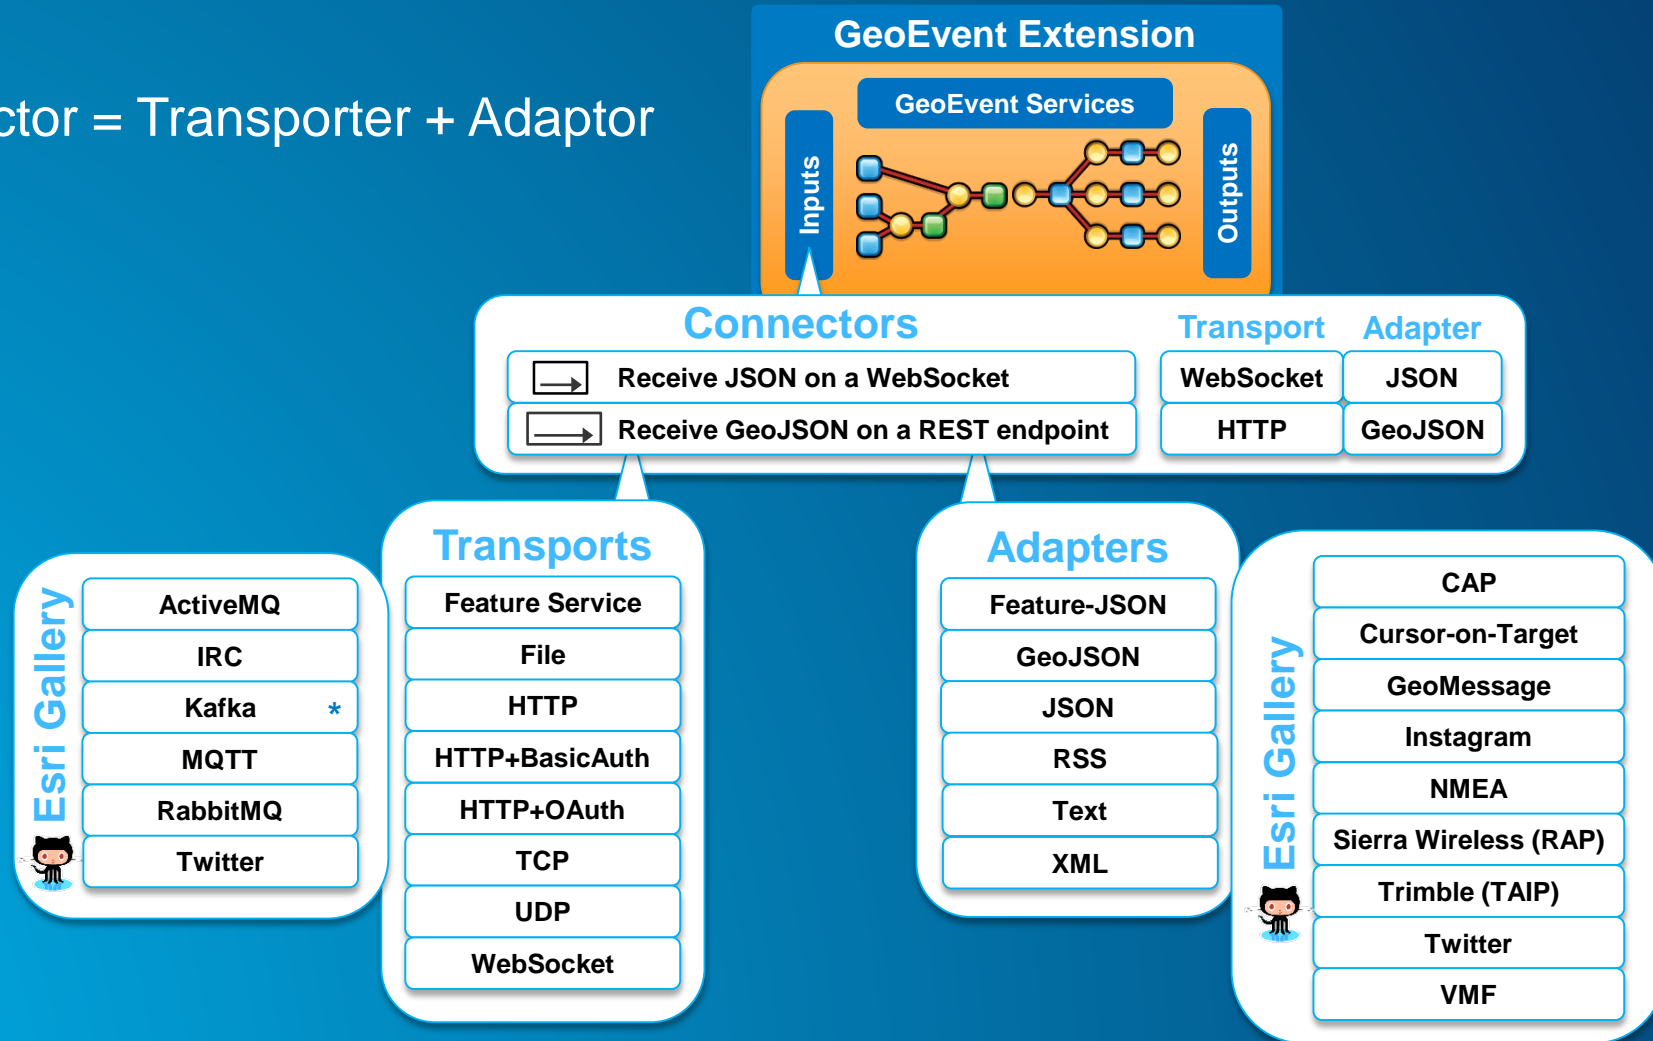 GeoEvent Extension
ctor = Transporter + Adaptor
GeoEvent Services
Inputs
Outputs
Connectors
Transport
Adapter
Receive JSON on a WebSocket
WebSocket
JSON
Receive GeoJSON on a REST endpoint
HTTP
GeoJSON
Esri Gallery
ActiveMQ
IRC
Kafka *
MQTT
RabbitMQ
Twitter
Transports
Feature Service
File
HTTP
HTTP+BasicAuth
HTTP+OAuth
TCP
UDP
WebSocket
Adapters
Feature-JSON
GeoJSON
JSON
RSS
Text
XML
Esri Gallery
CAP
Cursor-on-Target
GeoMessage
Instagram
NMEA
Sierra Wireless (RAP)
Trimble (TAIP)
Twitter
VMF